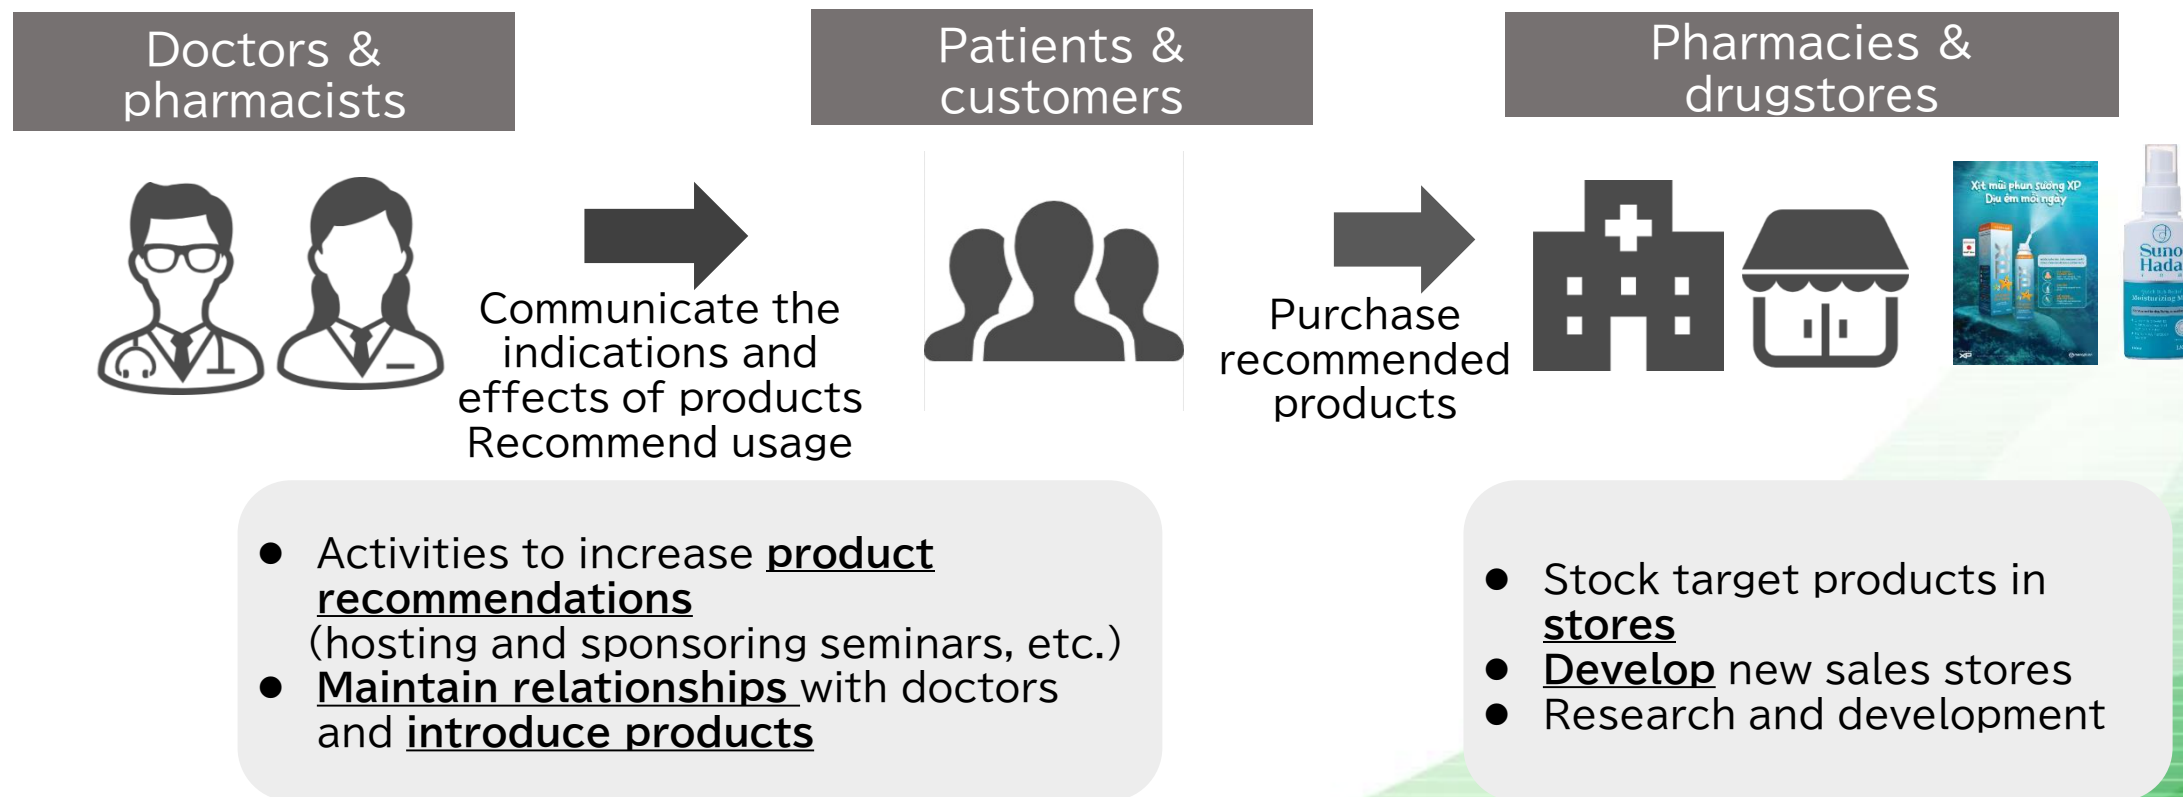 Doctors &
pharmacists
Patients &
customers
Pharmacies &
drugstores
Xịt mũi phun sương XP
Dịu êm mỗi ngày
XP
Suno
Hada
Moisturizing
Communicate the
indications and
effects of products
Recommend usage
Purchase
recommended
products
● Activities to increase product
recommendations
(hosting and sponsoring seminars, etc.)
● Maintain relationships with doctors
and introduce products
● Stock target products in
stores
● Develop new sales stores
● Research and development